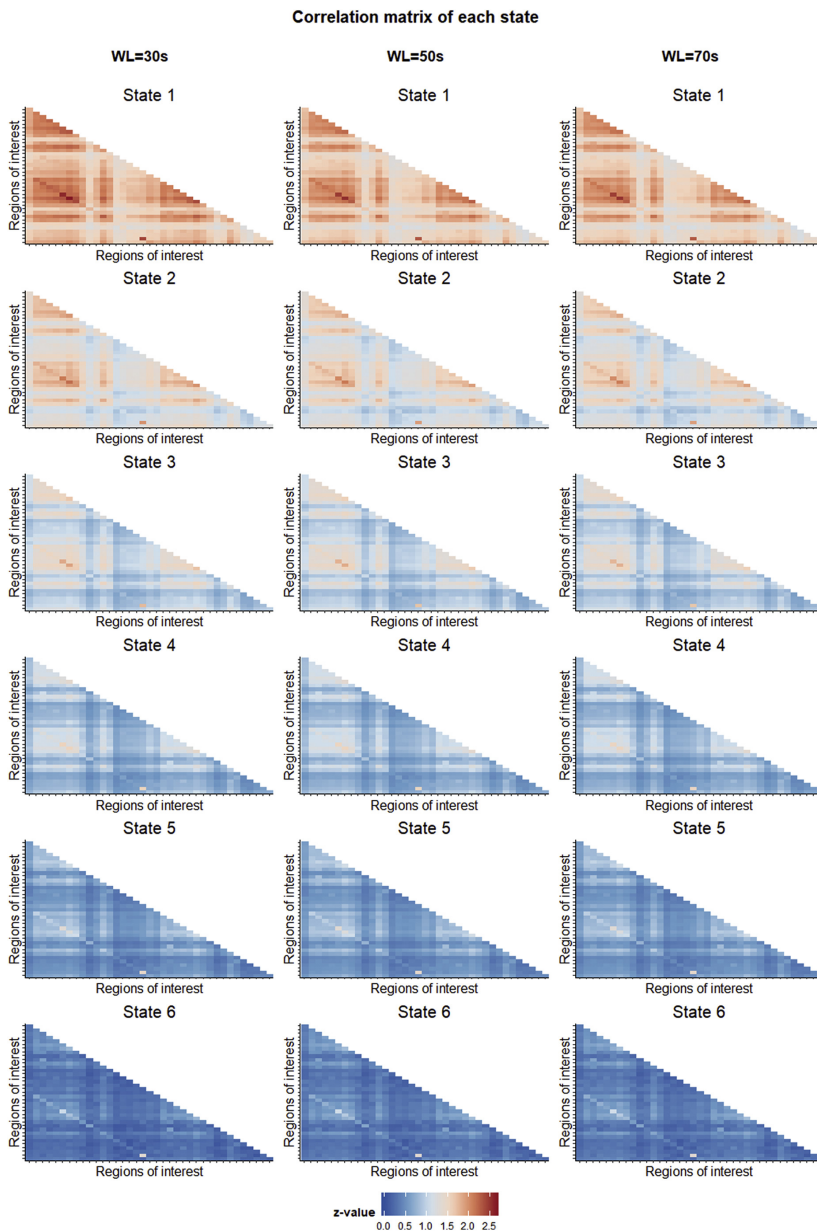 Correlation matrix of each state
WL=30s WL=50s WL=70s
State 1 State 1 State 1
Regions of interest Regions of interest Regions of interest
Regions of interest Regions of interest Regions of interest
State 2 State 2 State 2
Regions of interest Regions of interest Regions of interest
Regions of interest Regions of interest Regions of interest
State 3 State 3 State 3
Regions of interest Regions of interest Regions of interest
Regions of interest Regions of interest Regions of interest
State 4 State 4 State 4
Regions of interest Regions of interest Regions of interest
Regions of interest Regions of interest Regions of interest
State 5 State 5 State 5
Regions of interest Regions of interest Regions of interest
Regions of interest Regions of interest Regions of interest
State 6 State 6 State 6
Regions of interest Regions of interest Regions of interest
Regions of interest Regions of interest Regions of interest
z-value
0.0 0.5 1.0 1.5 2.0 2.5